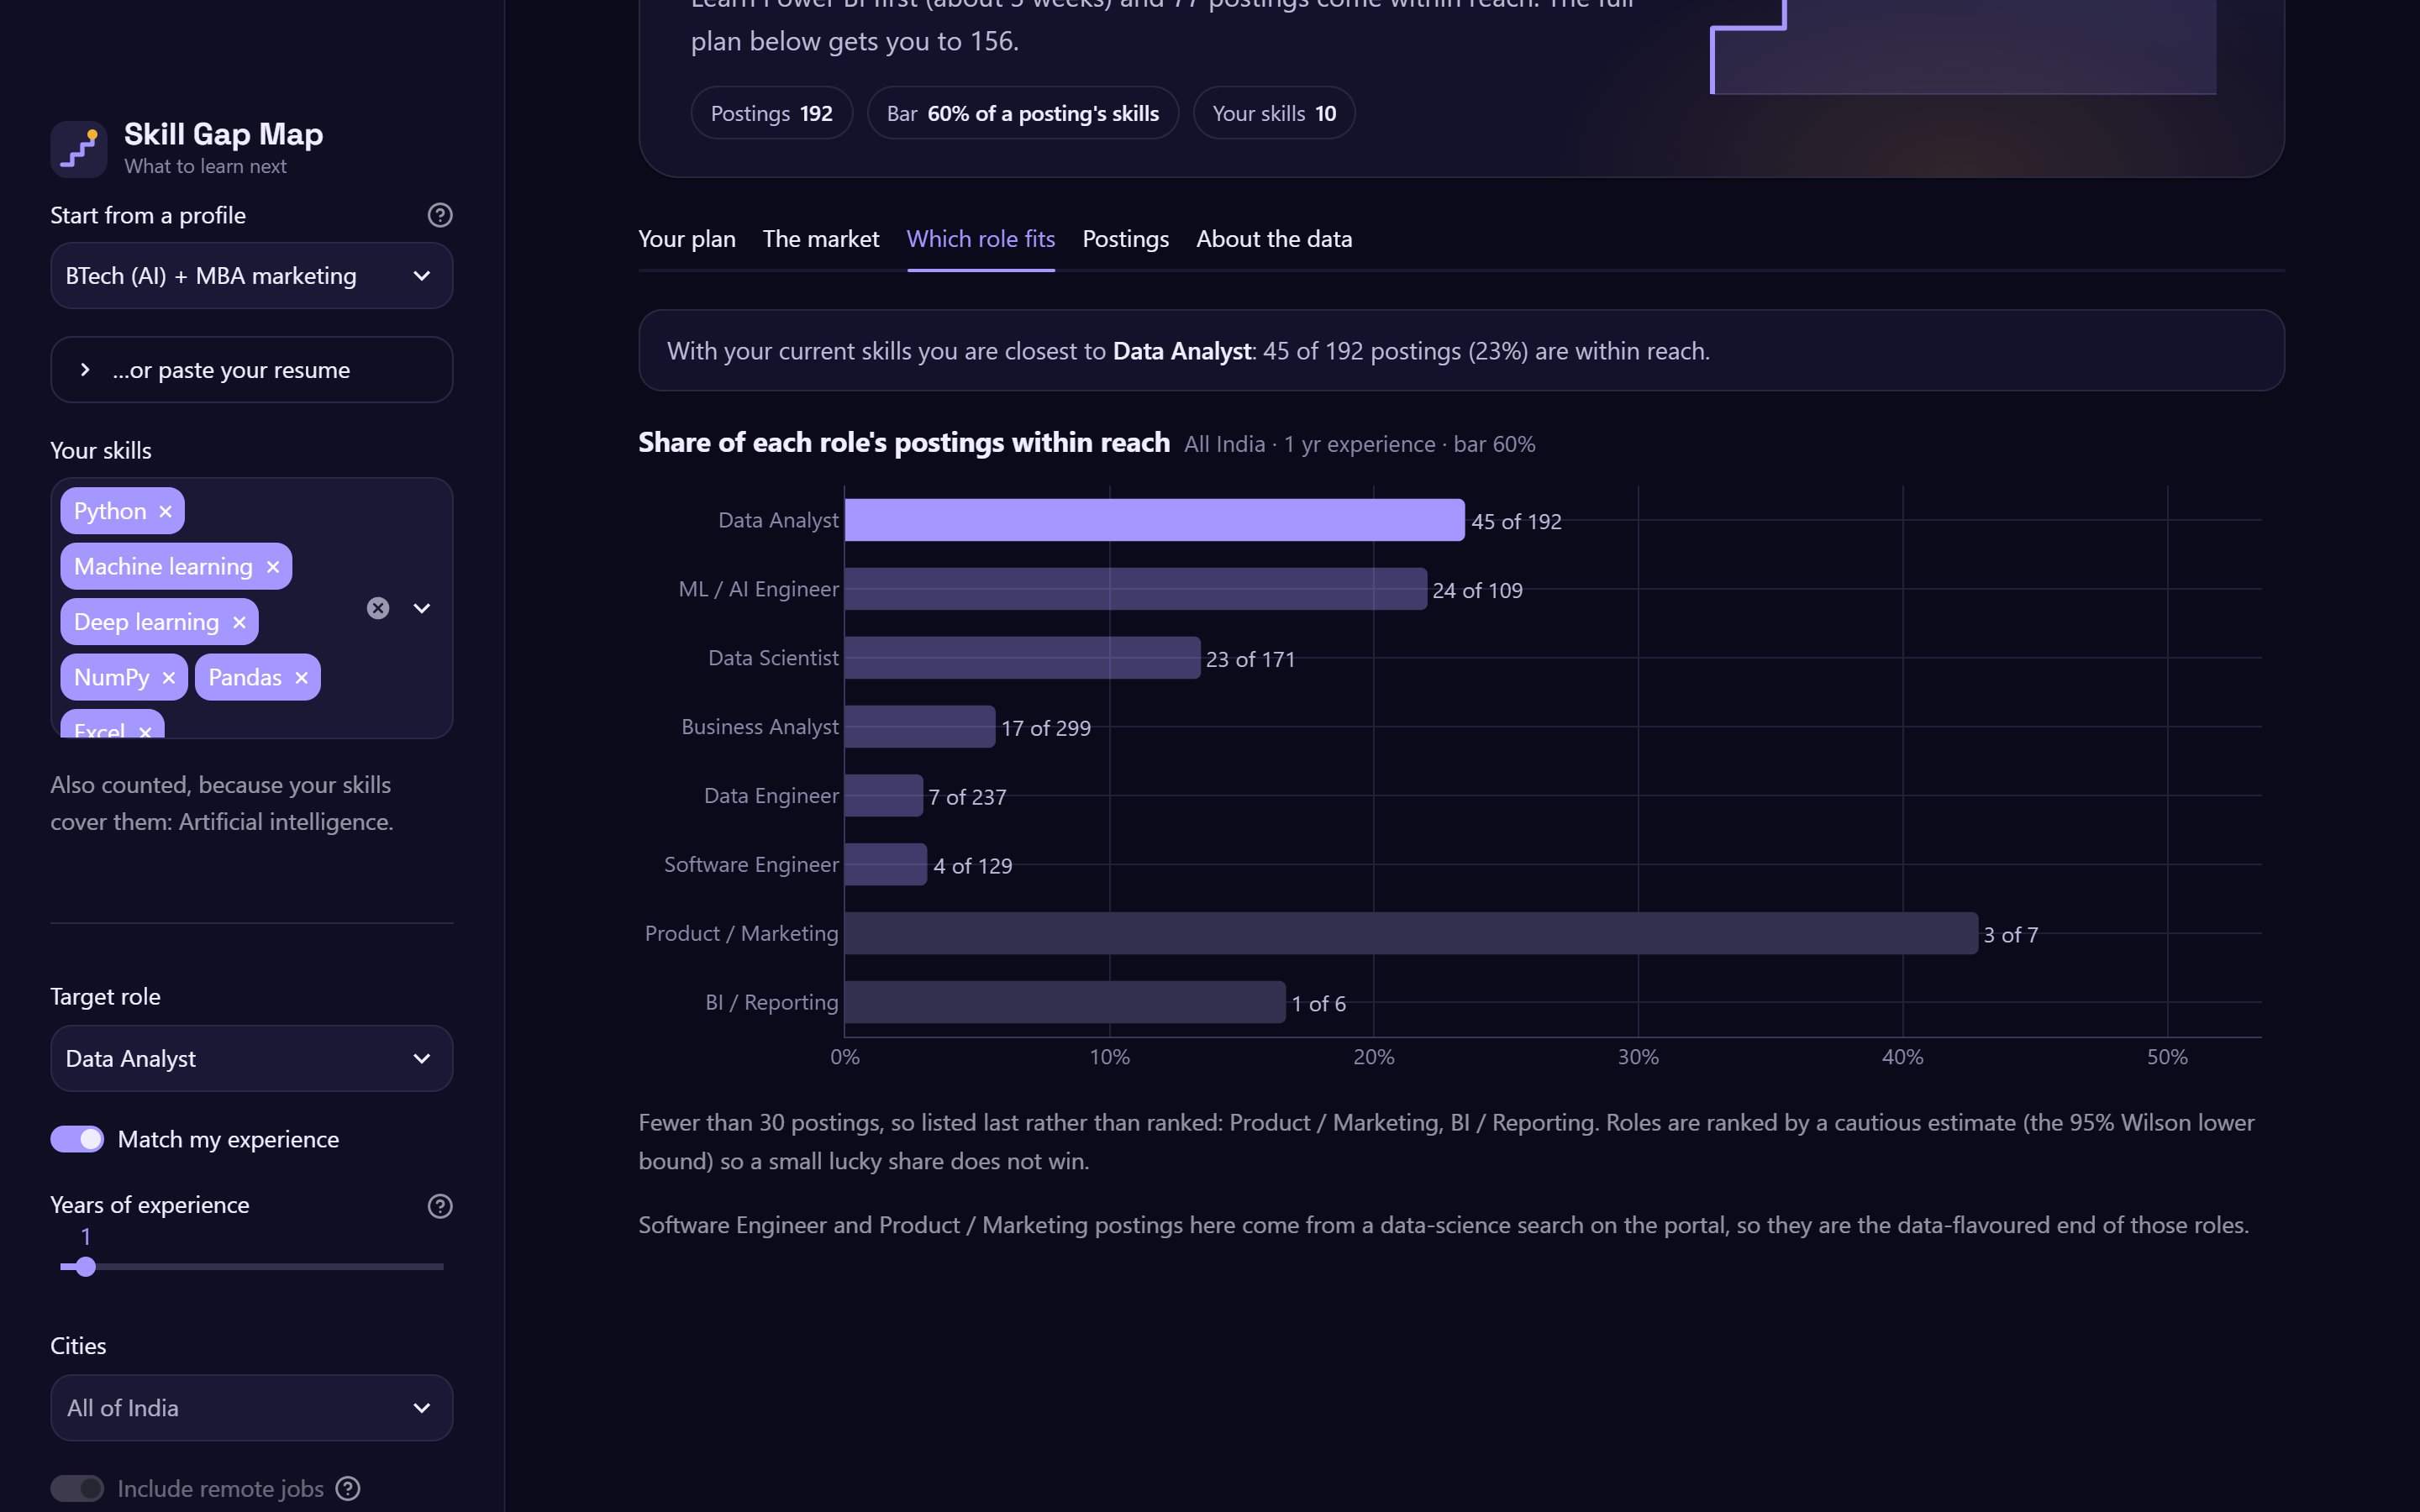 Skill Gap Map
What to learn next
Start from a profile
BTech (AI) + MBA marketing
...or paste your resume
Your skills
Python
Machine learning
Deep learning
NumPy Pandas
Excel
Also counted, because your skills
cover them: Artificial intelligence.
Target role
Data Analyst
Match my experience
Years of experience
1
Cities
All of India
Include remote jobs
plan below gets you to 156.
Postings 192 Bar 60% of a posting's skills Your skills 10
Your plan The market Which role fits Postings About the data
With your current skills you are closest to Data Analyst: 45 of 192 postings (23%) are within reach.
Share of each role's postings within reach All India · 1 yr experience · bar 60%
Data Analyst 45 of 192
ML / AI Engineer 24 of 109
Data Scientist 23 of 171
Business Analyst 17 of 299
Data Engineer 7 of 237
Software Engineer 4 of 129
Product / Marketing 3 of 7
BI / Reporting 1 of 6
0% 10% 20% 30% 40% 50%
Fewer than 30 postings, so listed last rather than ranked: Product / Marketing, BI / Reporting. Roles are ranked by a cautious estimate (the 95% Wilson lower
bound) so a small lucky share does not win.
Software Engineer and Product / Marketing postings here come from a data-science search on the portal, so they are the data-flavoured end of those roles.